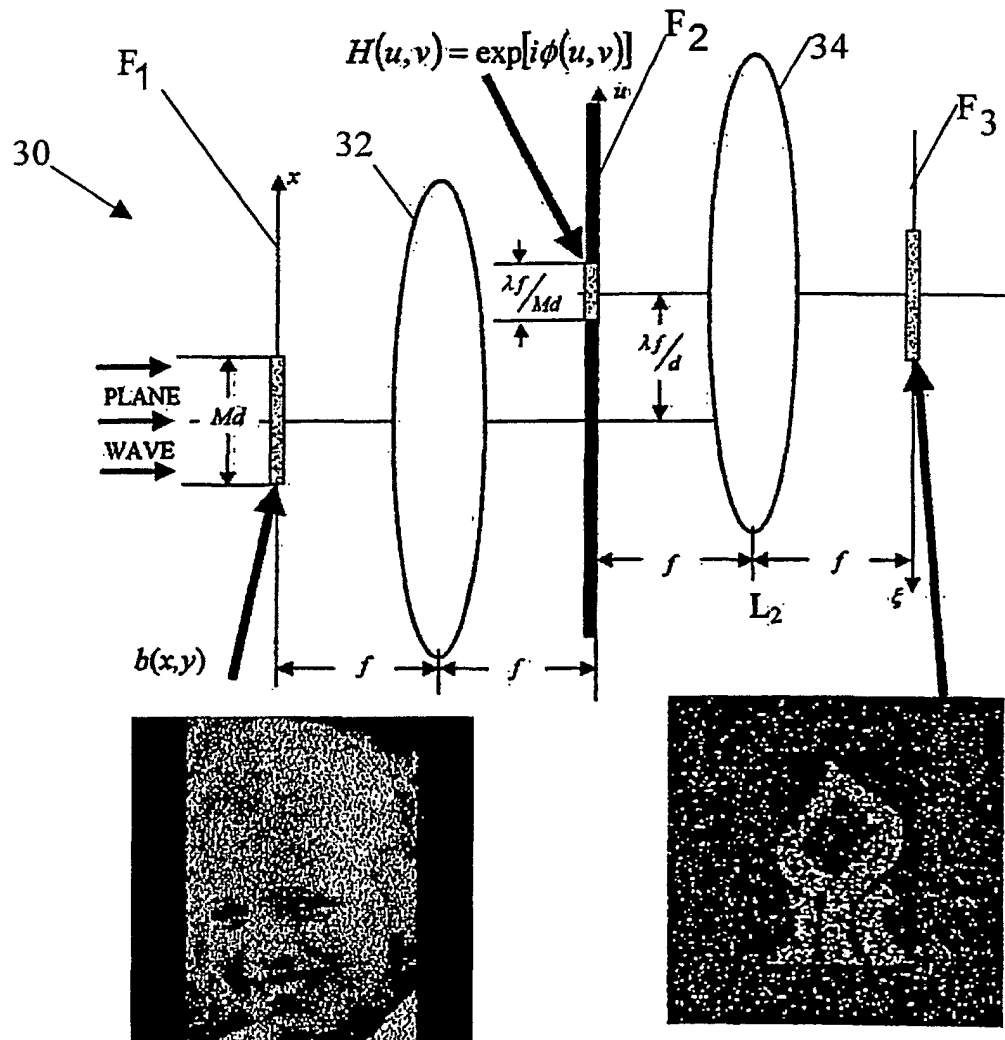 F1
30
H(u,v) = exp[iϕ(u,v)]
u
F2
34
32
F3
x
λf/Md
λf/d
PLANE
WAVE
Md
f
f
L2
ξ
b(x,y)
f
f